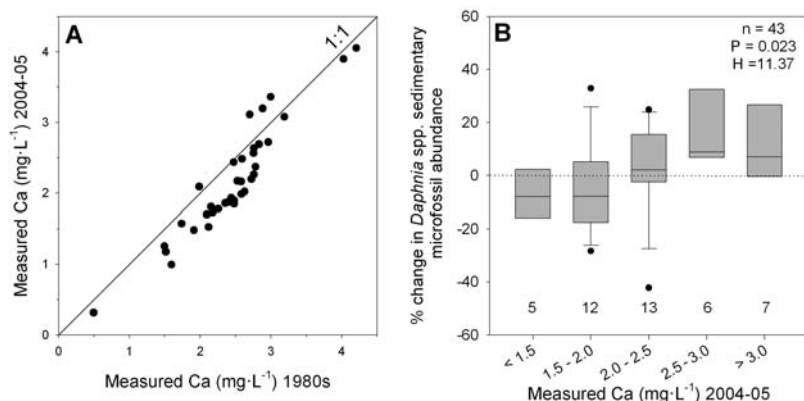 A
1:1
4
3
2
1
0
0
1
2
3
4
Measured Ca (mg·L⁻¹) 2004-05
Measured Ca (mg·L⁻¹) 1980s
B
n = 43
P = 0.023
H =11.37
60
40
20
0
-20
-40
-60
% change in Daphnia spp. sedimentary
microfossil abundance
5
12
13
6
7
< 1.5
1.5 - 2.0
2.0 - 2.5
2.5- 3.0
> 3.0
Measured Ca (mg·L⁻¹) 2004-05